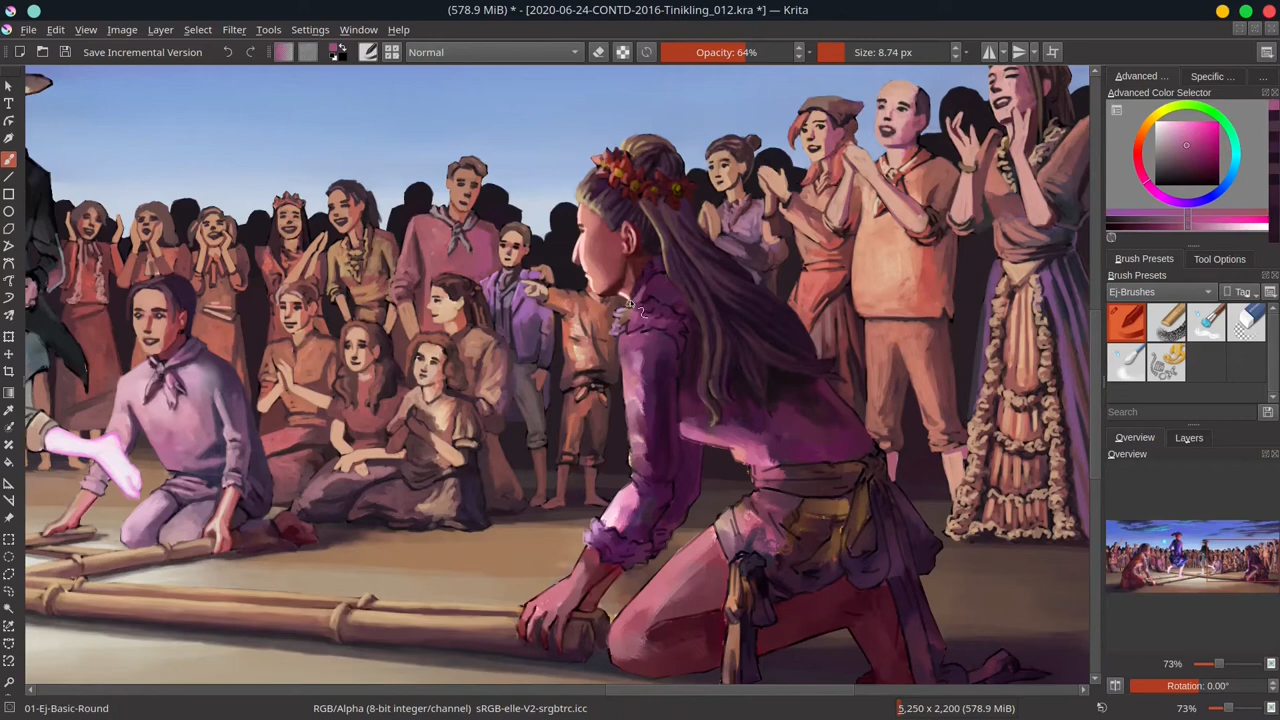 (578.9 MiB) * - [2020-06-24-CONTD-2016-Tinikling_012.kra *] — Krita
File Edit View Image Layer Select Filter Tools Settings Window Help
Save Incremental Version Normal Opacity: 64% Size: 8.74 px
Advanced ... Specific ... ...
Advanced Color Selector
Brush Presets Tool Options
Brush Presets
Ej-Brushes Tag
Search
Overview Layers
Overview
73%
Rotation: 0.00°
01-Ej-Basic-Round RGB/Alpha (8-bit integer/channel) sRGB-elle-V2-srgbtrc.icc 5,250 x 2,200 (578.9 MiB) 73%